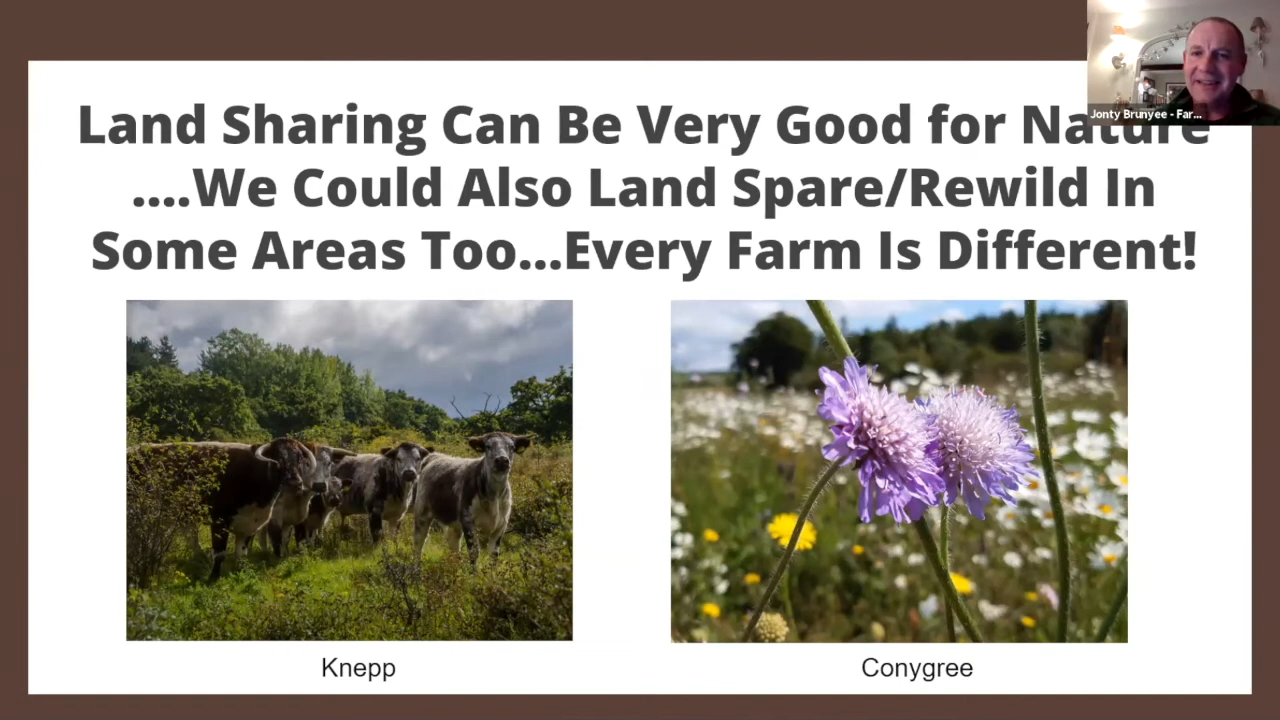 Land Sharing Can Be Very Good for Nature
....We Could Also Land Spare/Rewild In
Some Areas Too...Every Farm Is Different!
Jonty Brunyee - Far...
Knepp
Conygree